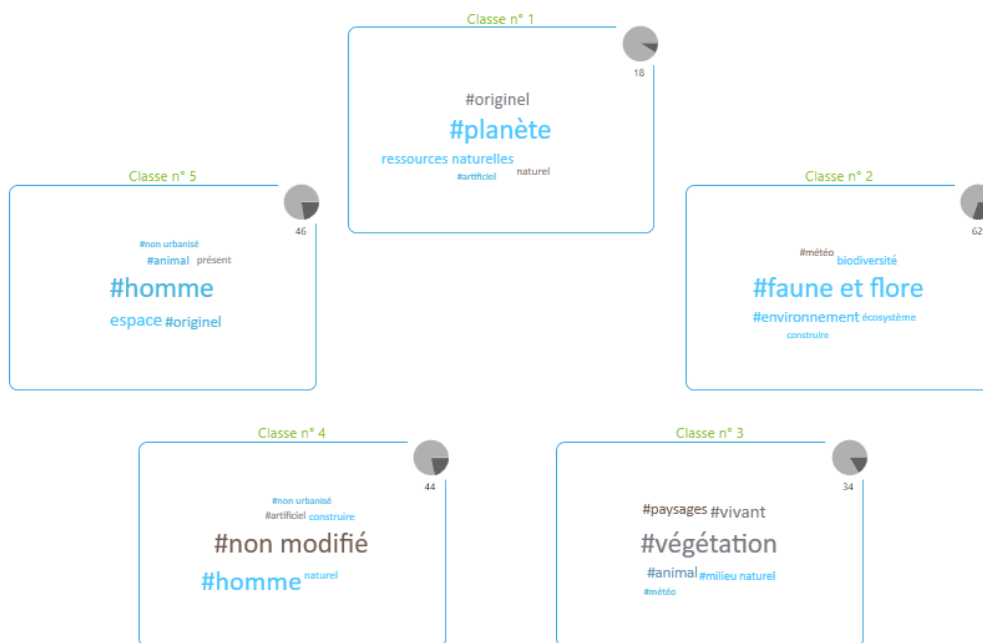 Classe n° 1
18
#originel
#planète
ressources naturelles
#artificiel naturel
Classe n° 5
46
#non urbanisé
#animal présent
#homme
espace #originel
Classe n° 2
62
#météo
biodiversité
#faune et flore
#environnement écosystème
construire
Classe n° 4
44
#non urbanisé
#artificiel construire
#non modifié
#homme naturel
Classe n° 3
34
#paysages #vivant
#végétation
#animal #milieu naturel
#météo